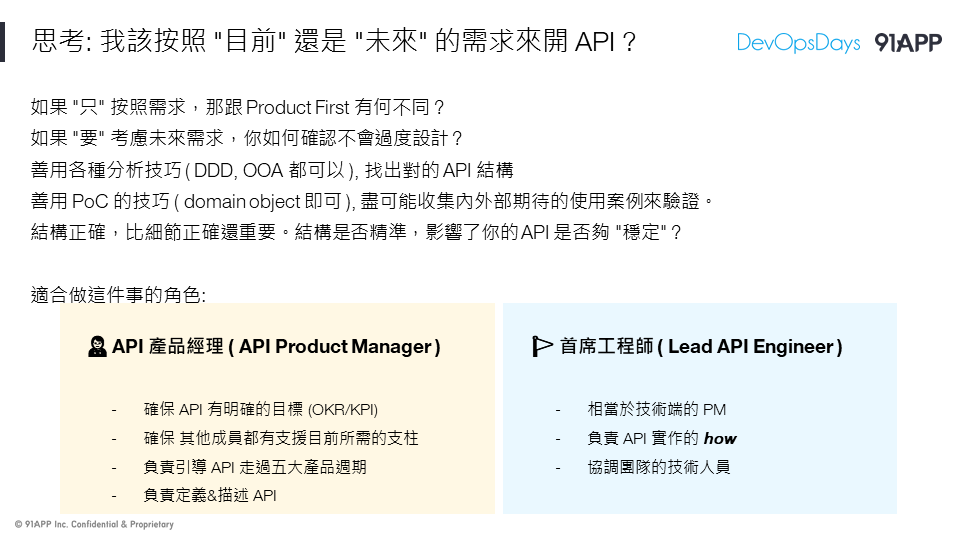 思考: 我該按照 "目前" 還是 "未來" 的需求來開 API ?
DevOpsDays 91APP
如果 "只" 按照需求，那跟 Product First 有何不同？
如果 "要" 考慮未來需求，你如何確認不會過度設計？
善用各種分析技巧 ( DDD, OOA 都可以 ), 找出對的 API 結構
善用 PoC 的技巧 ( domain object 即可 ), 盡可能收集內外部期待的使用案例來驗證。
結構正確，比細節正確還重要。結構是否精準，影響了你的 API 是否夠 "穩定"？
適合做這件事的角色:
API 產品經理 ( API Product Manager )
- 確保 API 有明確的目標 (OKR/KPI)
- 確保 其他成員都有支援目前所需的支柱
- 負責引導 API 走過五大產品週期
- 負責定義&描述 API
首席工程師 ( Lead API Engineer )
- 相當於技術端的 PM
- 負責 API 實作的 how
- 協調團隊的技術人員
© 91APP Inc. Confidential & Proprietary